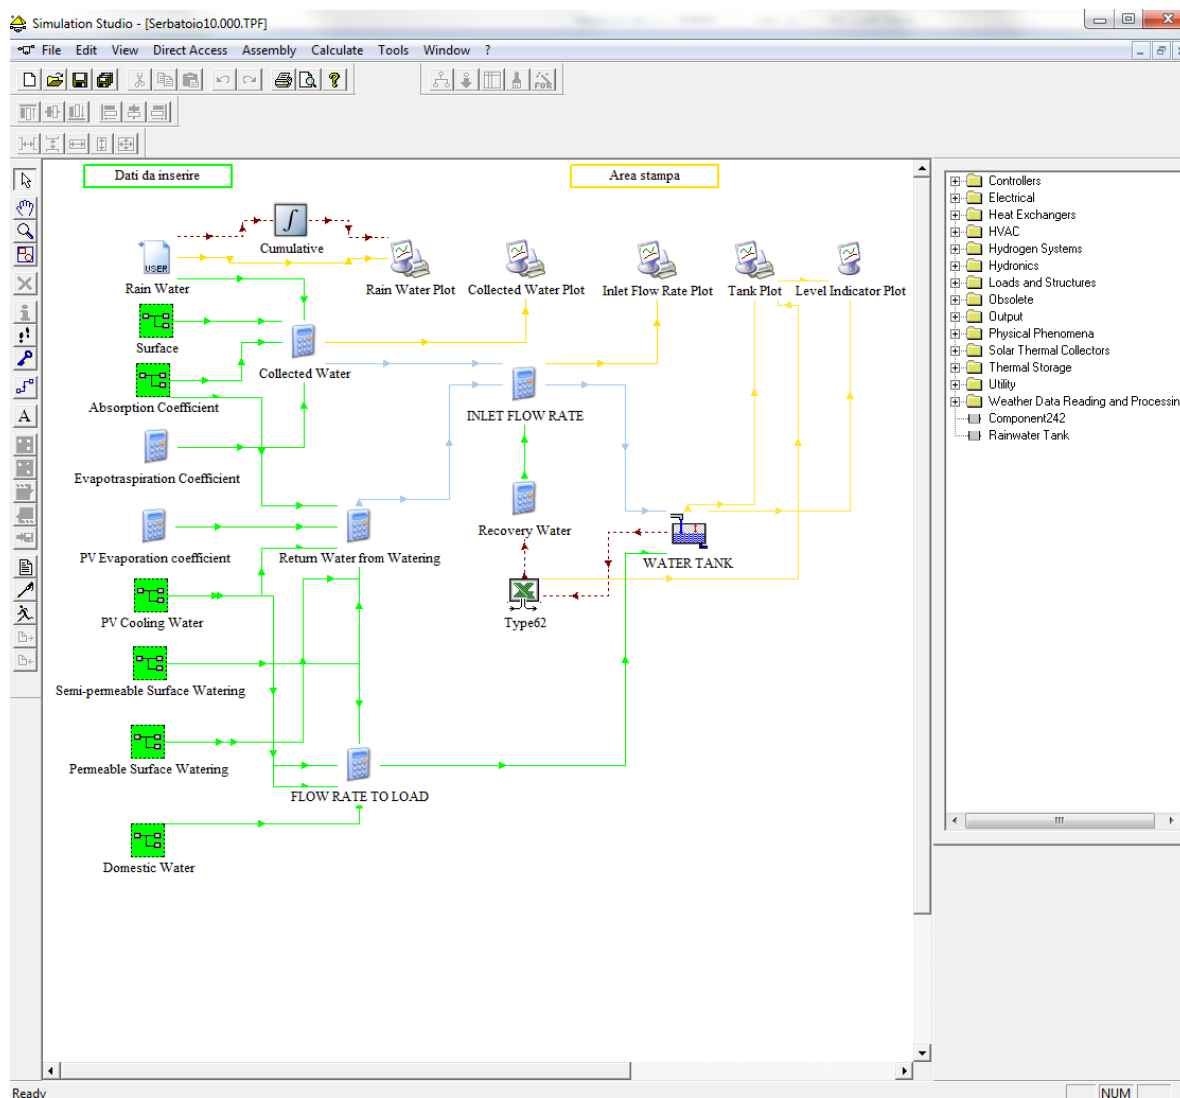 Simulation Studio - [Serbatoio10.000.TPF]
File Edit View Direct Access Assembly Calculate Tools Window ?
FOR
Dati da inserire
Area stampa
Cumulative
USER
Rain Water
Rain Water Plot
Collected Water Plot
Inlet Flow Rate Plot
Tank Plot
Level Indicator Plot
Surface
Collected Water
Absorption Coefficient
INLET FLOW RATE
Evapotraspiration Coefficient
Recovery Water
PV Evaporation coefficient
Return Water from Watering
WATER TANK
PV Cooling Water
Type62
Semi-permeable Surface Watering
Permeable Surface Watering
FLOW RATE TO LOAD
Domestic Water
A
Controllers
Electrical
Heat Exchangers
HVAC
Hydrogen Systems
Hydronics
Loads and Structures
Obsolete
Output
Physical Phenomena
Solar Thermal Collectors
Thermal Storage
Utility
Weather Data Reading and Processin
Component242
Rainwater Tank
Ready
NUM